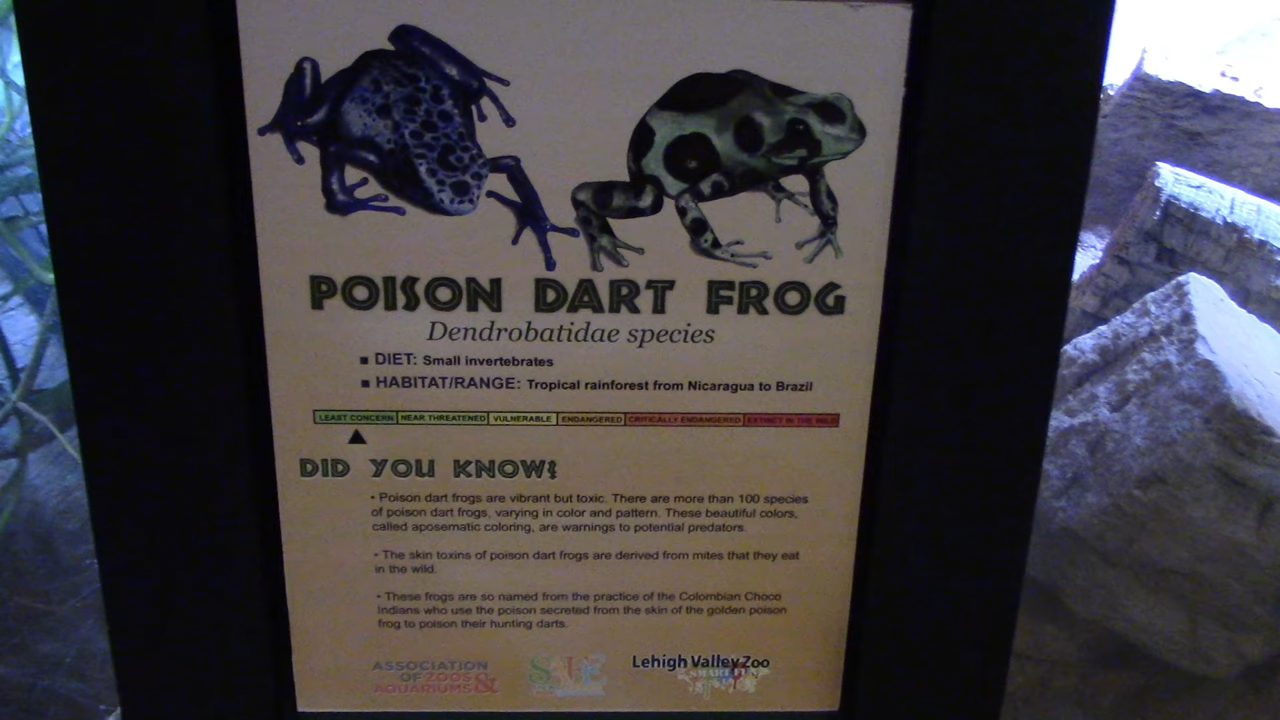 POISON DART FROG
Dendrobatidae species
▪ DIET: Small invertebrates
▪ HABITAT/RANGE: Tropical rainforest from Nicaragua to Brazil
LEAST CONCERN NEAR THREATENED VULNERABLE ENDANGERED CRITICALLY ENDANGERED EXTINCT IN THE WILD
DID YOU KNOW?
• Poison dart frogs are vibrant but toxic. There are more than 100 species
of poison dart frogs, varying in color and pattern. These beautiful colors,
called aposematic coloring, are warnings to potential predators.
• The skin toxins of poison dart frogs are derived from mites that they eat
in the wild.
• These frogs are so named from the practice of the Colombian Choco
Indians who use the poison secreted from the skin of the golden poison
frog to poison their hunting darts.
ASSOCIATION
OF ZOOS
AQUARIUMS &
Lehigh Valley Zoo